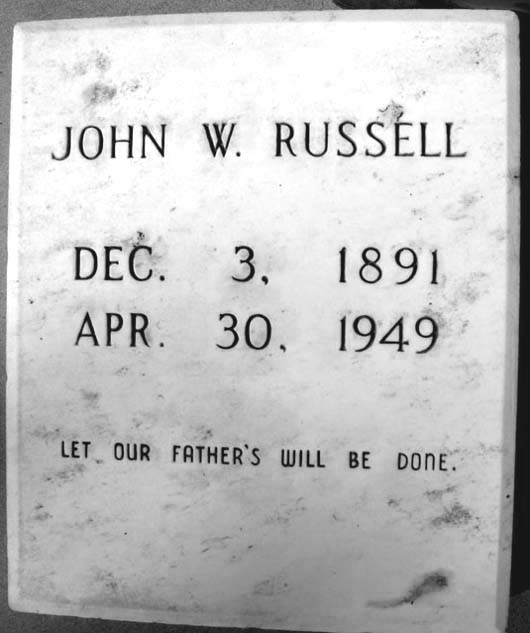 JOHN W. RUSSELL
DEC. 3, 1891
APR. 30, 1949
LET OUR FATHER'S WILL BE DONE.